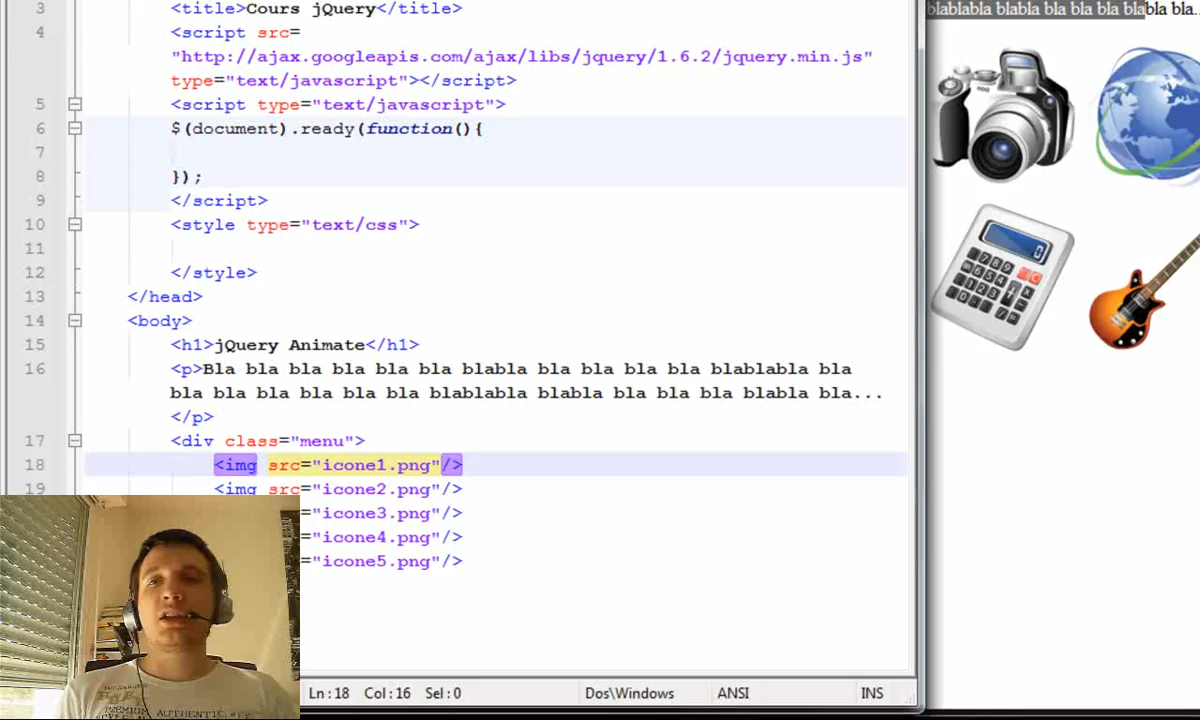 3 <title>Cours jQuery</title>
4 <script src=
"http://ajax.googleapis.com/ajax/libs/jquery/1.6.2/jquery.min.js"
type="text/javascript"></script>
5 <script type="text/javascript">
6 $(document).ready(function(){
7
8 });
9 </script>
10 <style type="text/css">
11
12 </style>
13 </head>
14 <body>
15 <h1>jQuery Animate</h1>
16 <p>Bla bla bla bla bla bla blabla bla bla bla bla blablabla bla
bla bla bla bla bla bla blablabla blabla bla bla bla blabla bla...
</p>
17 <div class="menu">
18 <img src="icone1.png"/>
19 <img src="icone2.png"/>
="icone3.png"/>
="icone4.png"/>
="icone5.png"/>
Ln:18 Col:16 Sel:0 Dos\Windows ANSI INS
blablabla blabla bla bla bla blabla bla..